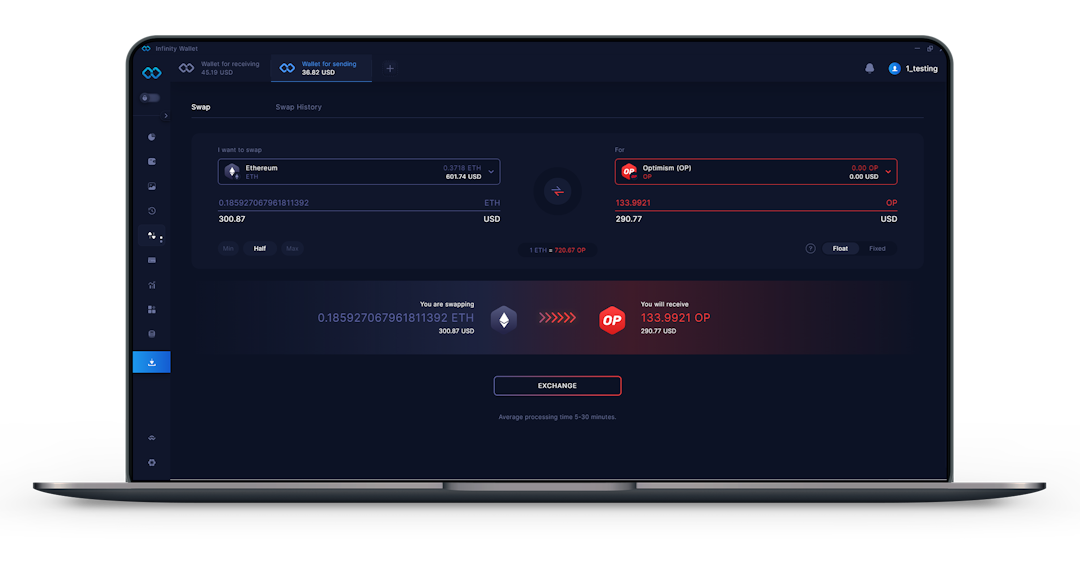 Infinity Wallet
Wallet for receiving
45.19 USD
Wallet for sending
36.82 USD
+
1_testing
Swap
Swap History
I want to swap
Ethereum
ETH
0.3718 ETH
601.74 USD
0.185927067961811392
ETH
300.87
USD
Min
Half
Max
For
OP
Optimism (OP)
OP
0.00 OP
0.00 USD
133.9921
OP
290.77
USD
1 ETH = 720.87 OP
?
Float
Fixed
You are swapping
0.185927067961811392 ETH
300.87 USD
OP
You will receive
133.9921 OP
290.77 USD
EXCHANGE
Average processing time 5-30 minutes.